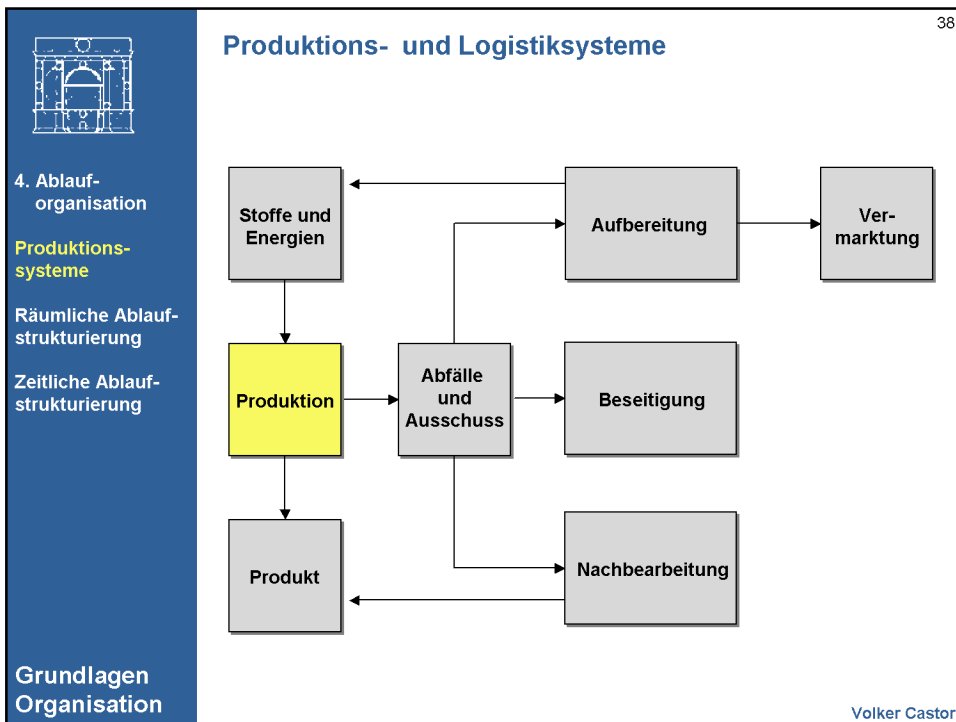 38
Produktions- und Logistiksysteme
4. Ablauf-
organisation
Produktions-
systeme
Räumliche Ablauf-
strukturierung
Zeitliche Ablauf-
strukturierung
Grundlagen
Organisation
Stoffe und
Energien
Aufbereitung
Ver-
marktung
Produktion
Abfälle
und
Ausschuss
Beseitigung
Produkt
Nachbearbeitung
Volker Castor